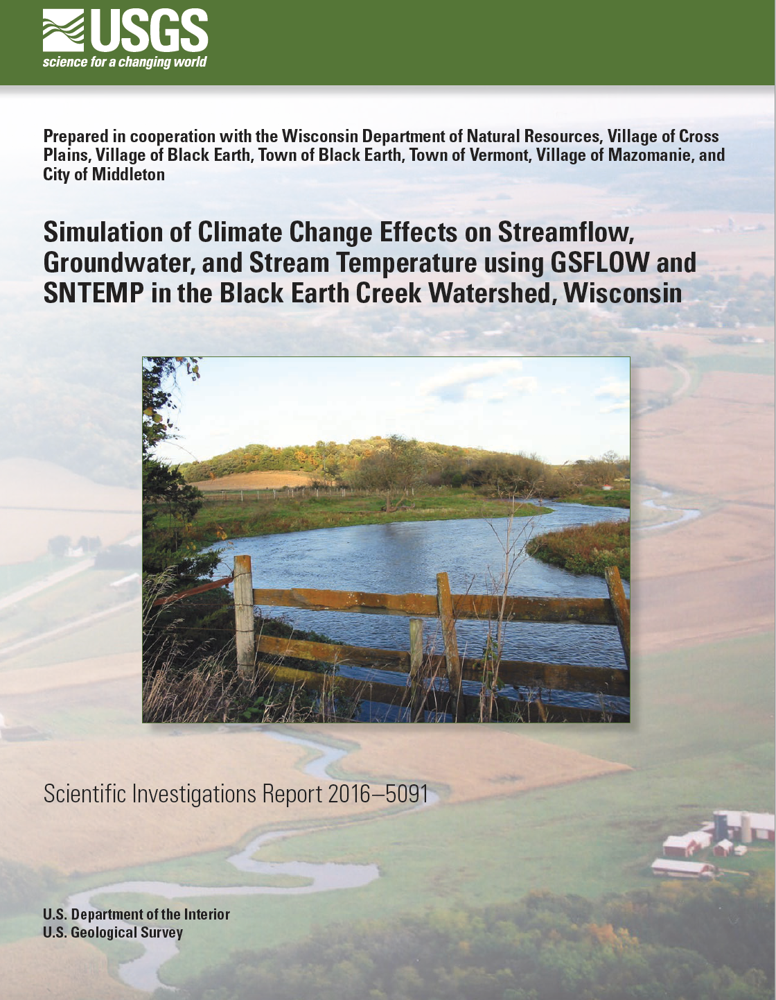 USGS
science for a changing world
Prepared in cooperation with the Wisconsin Department of Natural Resources, Village of Cross
Plains, Village of Black Earth, Town of Black Earth, Town of Vermont, Village of Mazomanie, and
City of Middleton
Simulation of Climate Change Effects on Streamflow,
Groundwater, and Stream Temperature using GSFLOW and
SNTEMP in the Black Earth Creek Watershed, Wisconsin
Scientific Investigations Report 2016–5091
U.S. Department of the Interior
U.S. Geological Survey